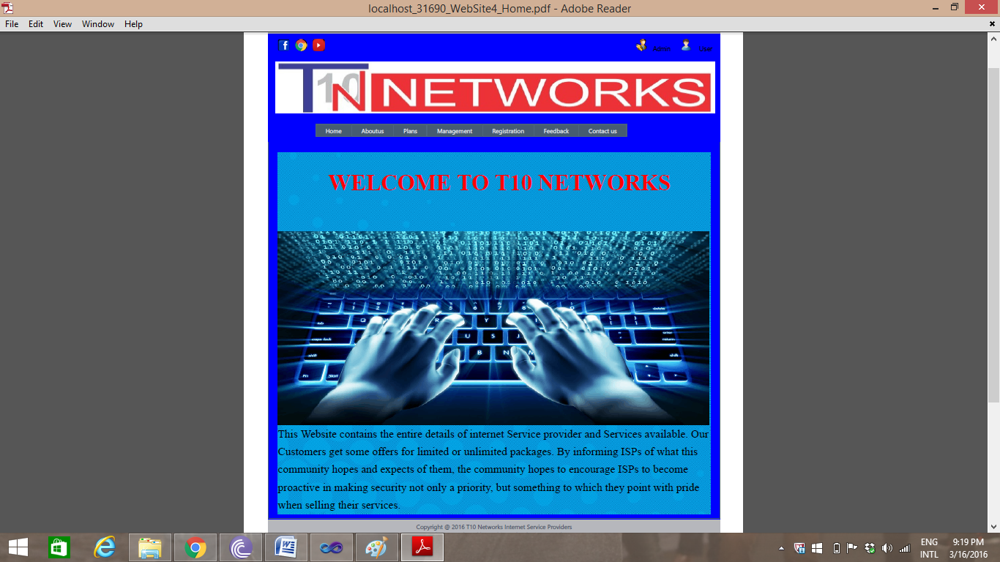 localhost_31690_WebSite4_Home.pdf - Adobe Reader
File Edit View Window Help
Admin User
T10 N NETWORKS
Home Aboutus Plans Management Registration Feedback Contact us
WELCOME TO T10 NETWORKS
This Website contains the entire details of internet Service provider and Services available. Our
Customers get some offers for limited or unlimited packages. By informing ISPs of what this
community hopes and expects of them, the community hopes to encourage ISPs to become
proactive in making security not only a priority, but something to which they point with pride
when selling their services.
Copyright @ 2016 T10 Networks Internet Service Providers
ENG 9:19 PM
INTL 3/16/2016